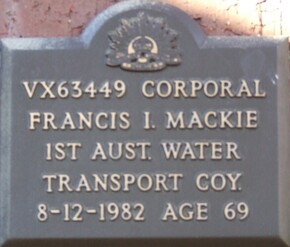 VX63449 CORPORAL
FRANCIS I. MACKIE
1ST AUST. WATER
TRANSPORT COY.
8-12-1982 AGE 69